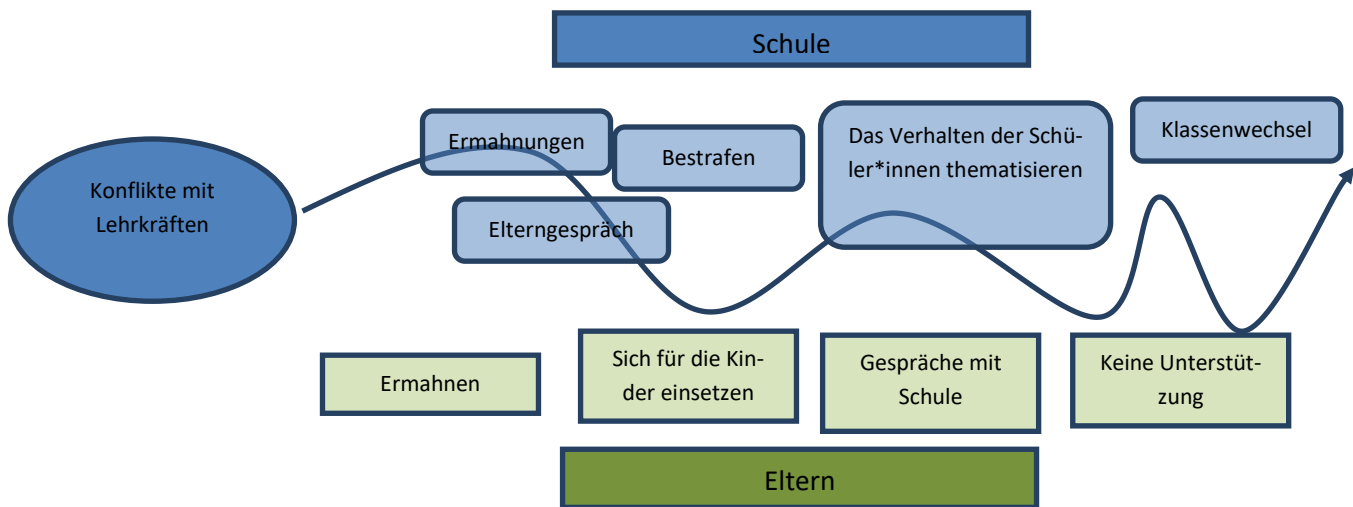 Schule
Ermahnungen
Bestrafen
Das Verhalten der Schü-
ler*innen thematisieren
Klassenwechsel
Konflikte mit
Lehrkräften
Elterngespräch
Ermahnen
Sich für die Kin-
der einsetzen
Gespräche mit
Schule
Keine Unterstüt-
zung
Eltern